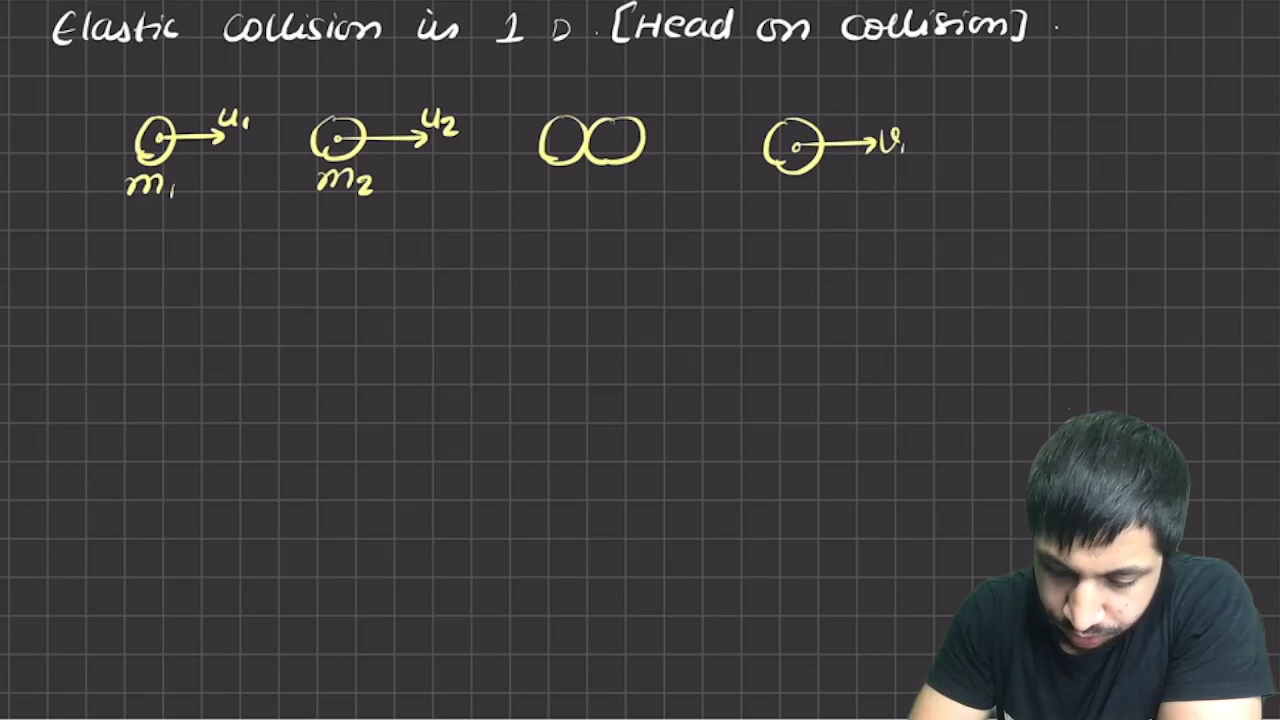 Elastic collision in 1 D. [Head on collision].
u₁ u₂ v₁
m₁ m₂